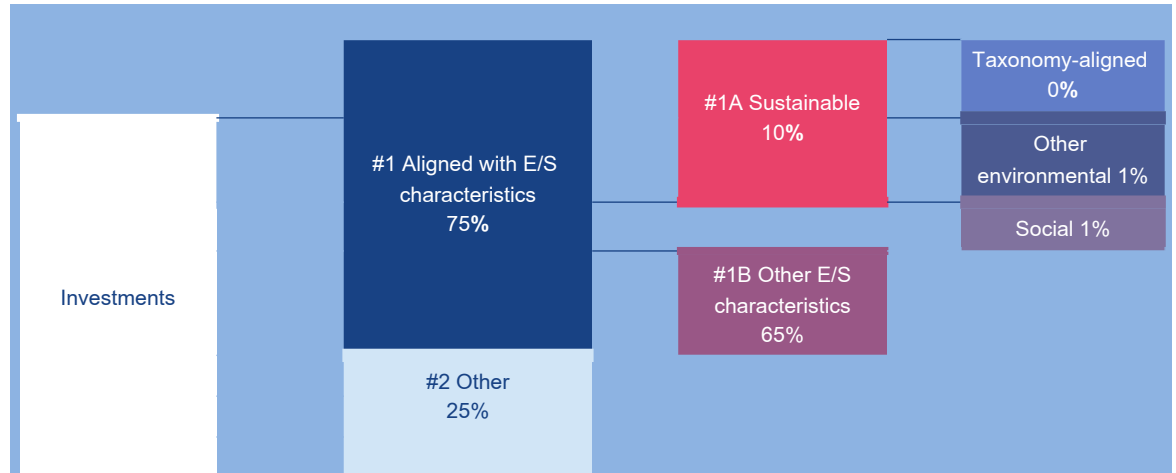 Investments
#1 Aligned with E/S
characteristics
75%
#2 Other
25%
#1A Sustainable
10%
#1B Other E/S
characteristics
65%
Taxonomy-aligned
0%
Other
environmental 1%
Social 1%